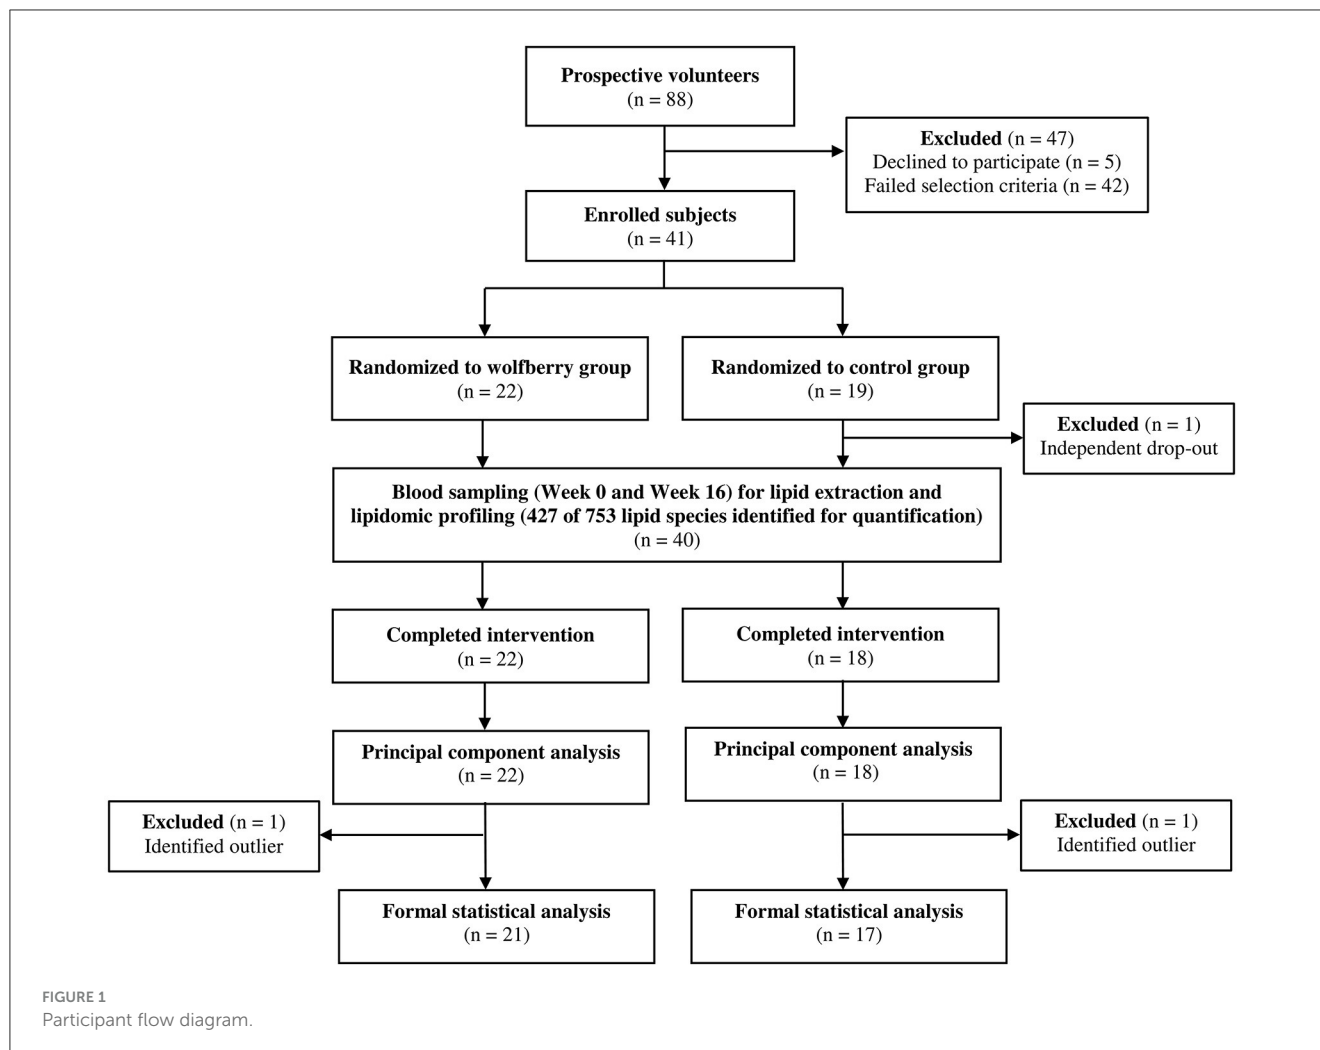 Prospective volunteers
(n = 88)
Excluded (n = 47)
Declined to participate (n = 5)
Failed selection criteria (n = 42)
Enrolled subjects
(n = 41)
Randomized to wolfberry group
(n = 22)
Randomized to control group
(n = 19)
Excluded (n = 1)
Independent drop-out
Blood sampling (Week 0 and Week 16) for lipid extraction and
lipidomic profiling (427 of 753 lipid species identified for quantification)
(n = 40)
Completed intervention
(n = 22)
Completed intervention
(n = 18)
Principal component analysis
(n = 22)
Principal component analysis
(n = 18)
Excluded (n = 1)
Identified outlier
Excluded (n = 1)
Identified outlier
Formal statistical analysis
(n = 21)
Formal statistical analysis
(n = 17)
FIGURE 1
Participant flow diagram.